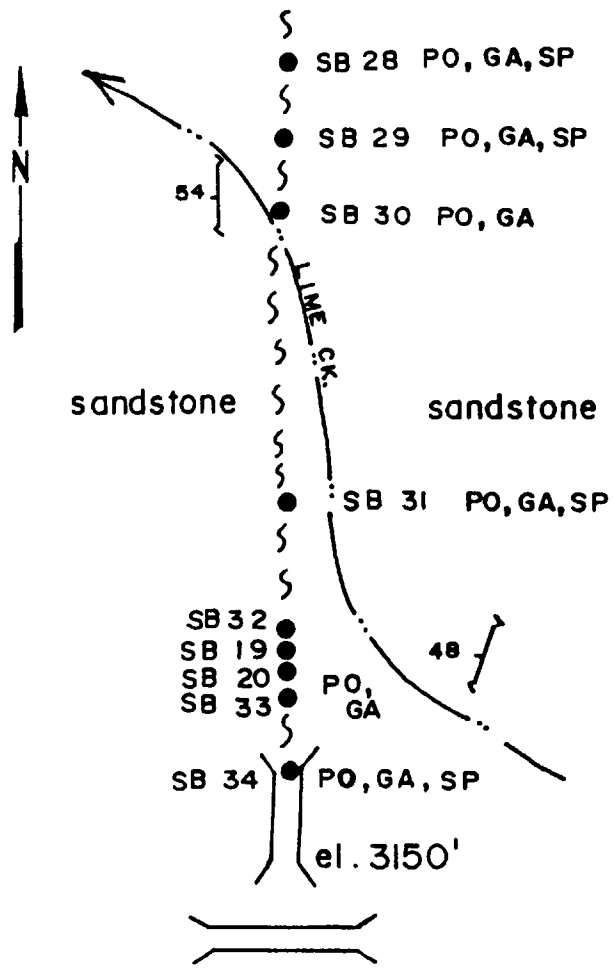 SB 28 PO, GA, SP
N
SB 29 PO, GA, SP
54
SB 30 PO, GA
LIME CK.
sandstone
sandstone
SB 31 PO, GA, SP
SB 32
SB 19
SB 20
SB 33
PO,
GA
48
SB 34 PO, GA, SP
el. 3150'